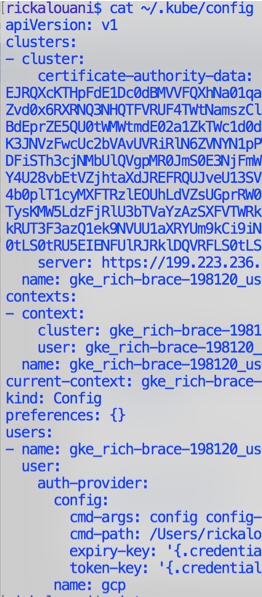 [rickalouani$ cat ~/.kube/config
apiVersion: v1
clusters:
- cluster:
certificate-authority-data:
EJRQXcKTHpFdE1Dc0dBMVVFQXhNa01qa
Zvd0x6RXRNQ3NHQTFVRUF4TWtNamszCl
BdEprZE5QU0tWMWtmdE02a1ZkTWc1d0d
K3JNVzFwcUc2bVAvUVRiRlN6ZVNYN1pP
DFiSTh3cjNMbUlQVgpMR0JmS0E3NjFmW
Y4U28vbEtVZjhtaXdJREFRQUJveU13SV
4b0plT1cyMXFTRzlEOUhLdVZsUGprRW0
TysKMW5LdzFjRlU3bTVaYzAzSXFVTWRk
kRUT3F3azQ1ek9NVUU1aXRYUm9kCi9iN
0tLS0tRU5EIENFUlRJRklDQVRFLS0tLS
server: https://199.223.236.
name: gke_rich-brace-198120_us
contexts:
- context:
cluster: gke_rich-brace-1981
user: gke_rich-brace-198120_
name: gke_rich-brace-198120_us
current-context: gke_rich-brace-
kind: Config
preferences: {}
users:
- name: gke_rich-brace-198120_us
user:
auth-provider:
config:
cmd-args: config config-
cmd-path: /Users/rickalo
expiry-key: '{.credentia
token-key: '{.credential
name: gcp